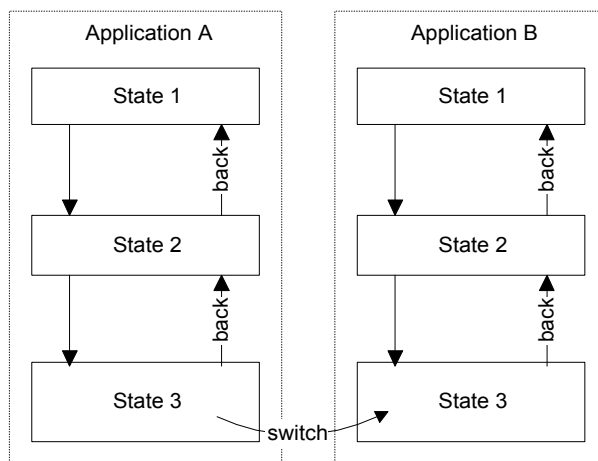 Application A
State 1
back
State 2
back
State 3
switch
Application B
State 1
back
State 2
back
State 3